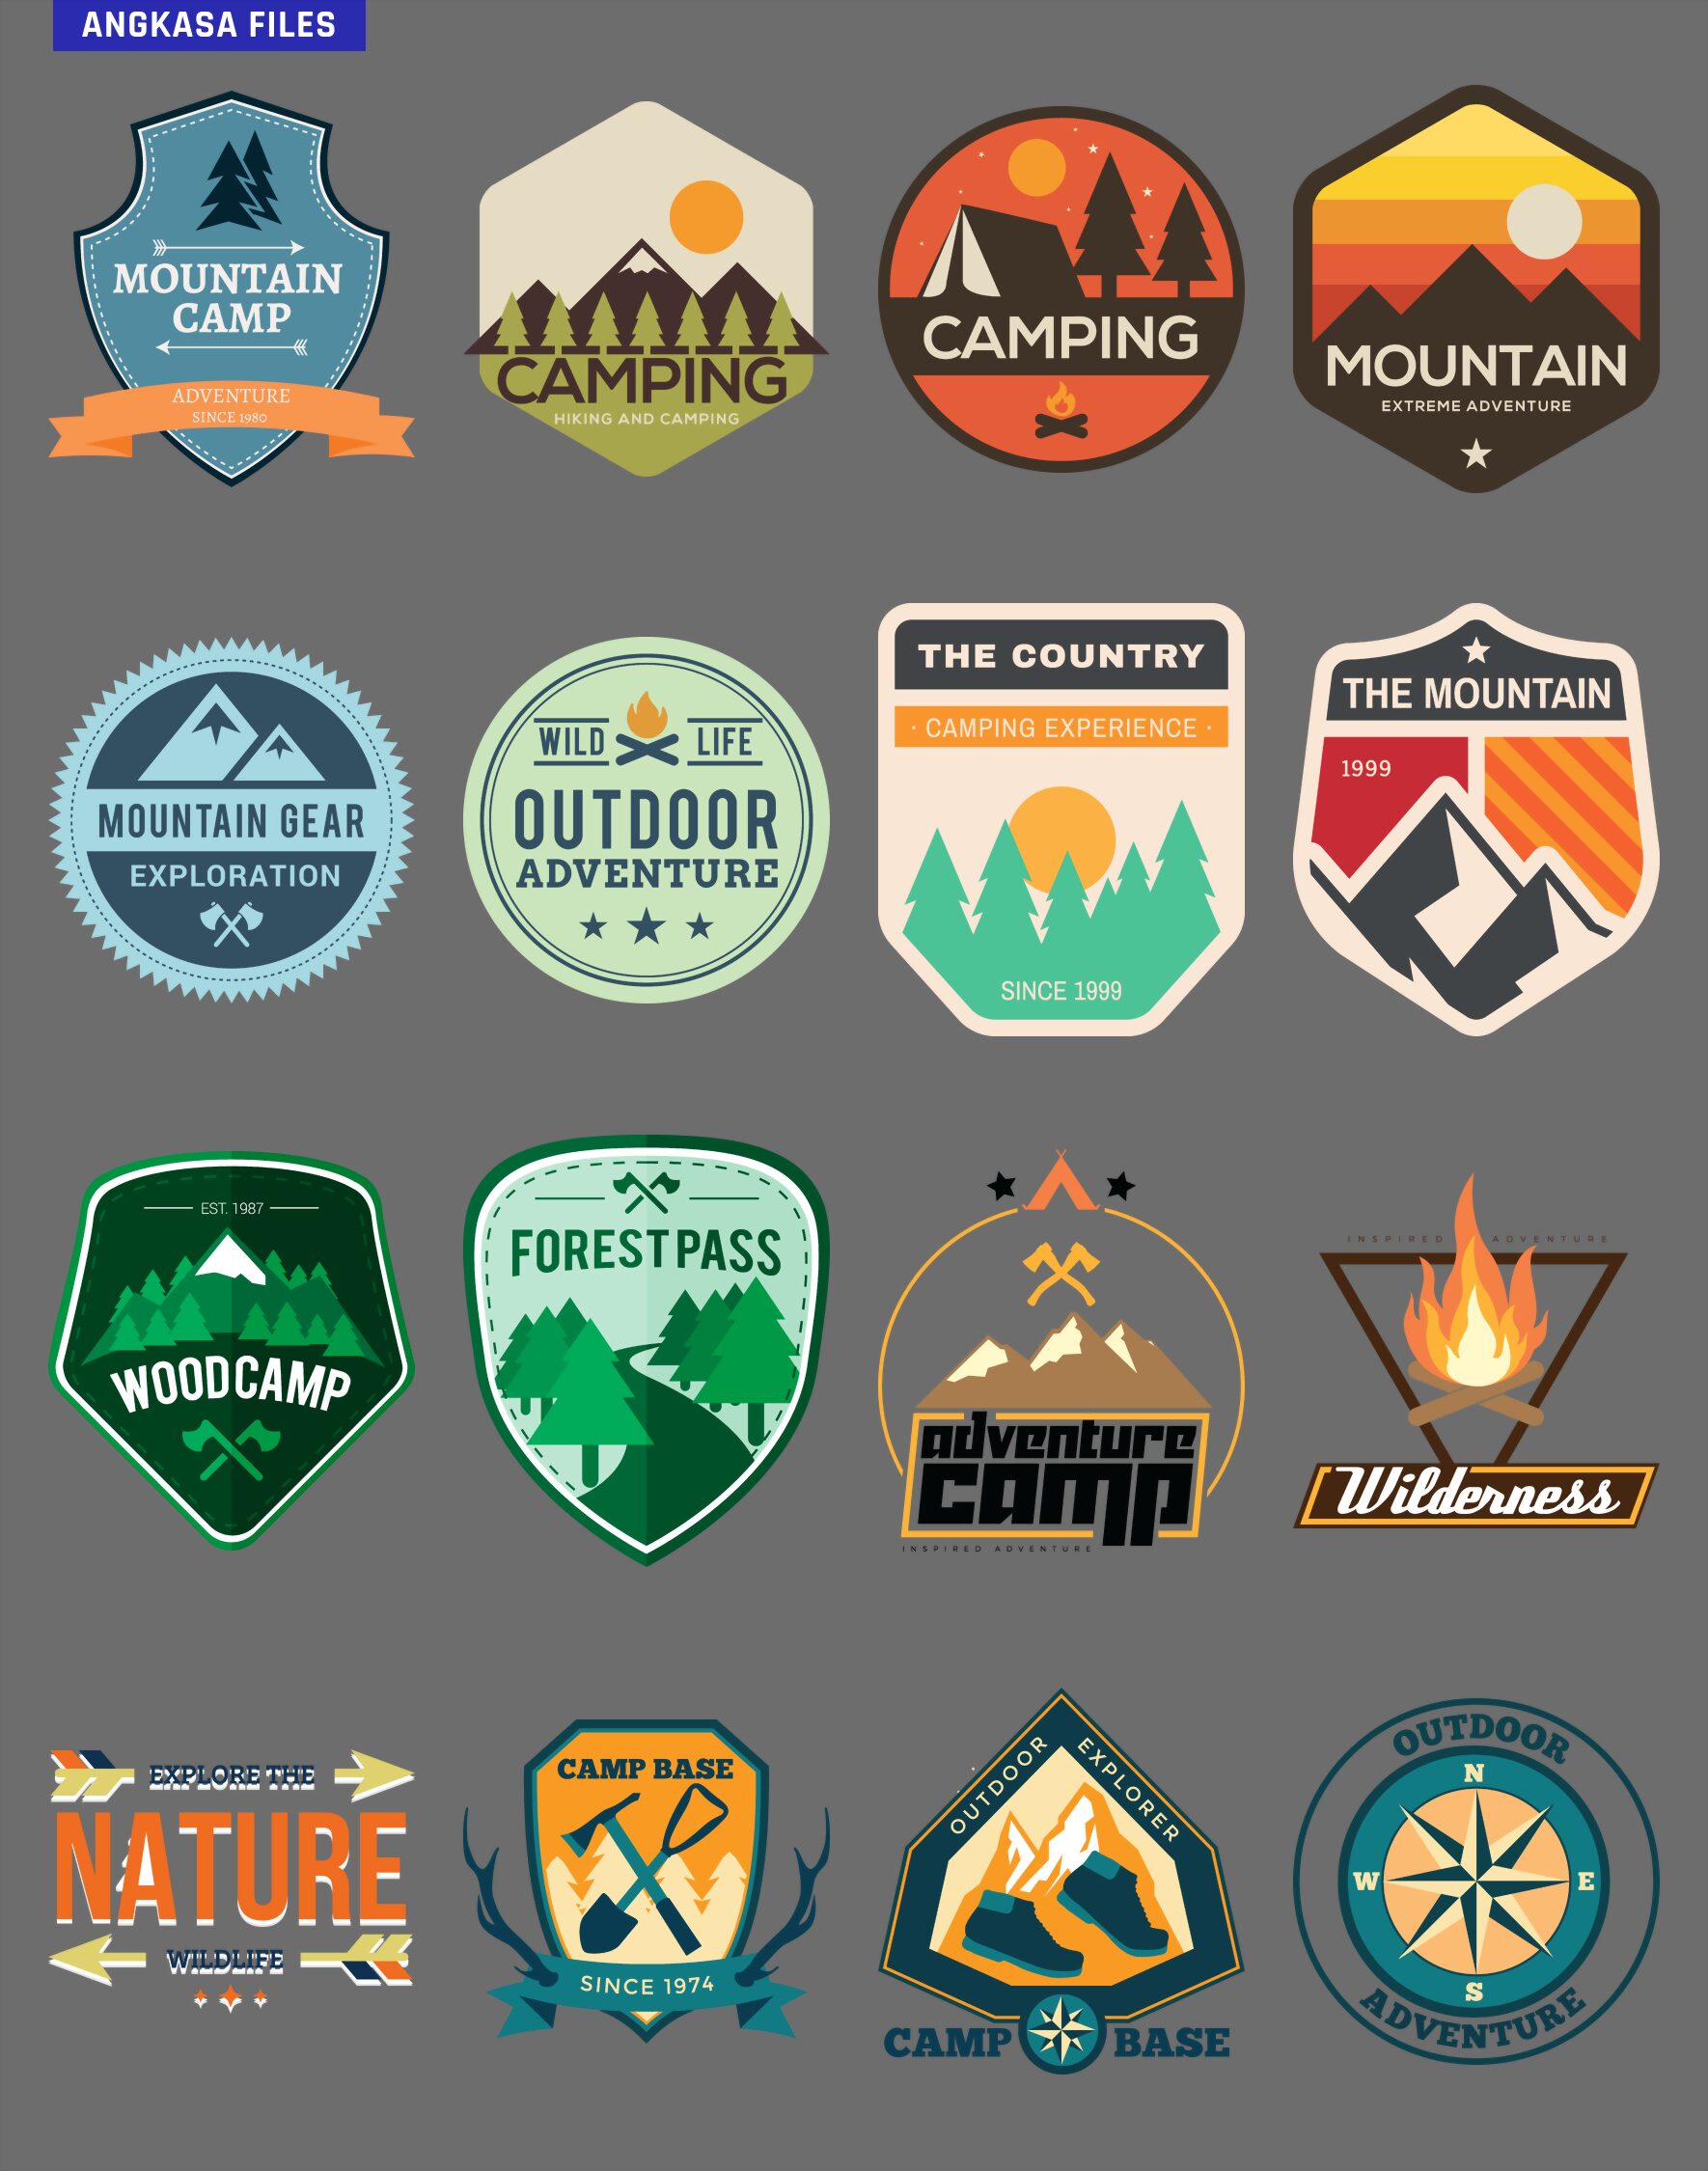 ANGKASA FILES
MOUNTAIN
CAMP
ADVENTURE
SINCE 1980
CAMPING
HIKING AND CAMPING
CAMPING
MOUNTAIN
EXTREME ADVENTURE
MOUNTAIN GEAR
EXPLORATION
WILD LIFE
OUTDOOR
ADVENTURE
THE COUNTRY
· CAMPING EXPERIENCE ·
SINCE 1999
THE MOUNTAIN
1999
EST. 1987
WOODCAMP
FOREST PASS
adventure
camp
INSPIRED ADVENTURE
INSPIRED ADVENTURE
Wilderness
EXPLORE THE
NATURE
WILDLIFE
CAMP BASE
SINCE 1974
OUTDOOR EXPLORER
CAMP BASE
OUTDOOR
N
W E
S
ADVENTURE